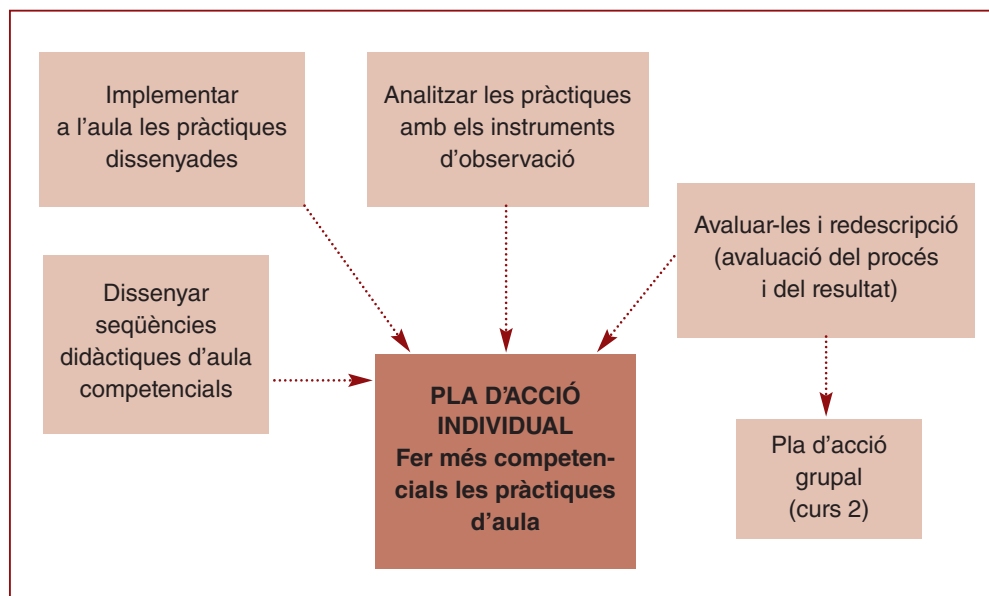 Implementar
a l’aula les pràctiques
dissenyades
Analitzar les pràctiques
amb els instruments
d’observació
Avaluar-les i redescripció
(avaluació del procés
i del resultat)
Dissenyar
seqüències
didàctiques d’aula
competencials
PLA D’ACCIÓ
INDIVIDUAL
Fer més competen-
cials les pràctiques
d’aula
Pla d’acció
grupal
(curs 2)